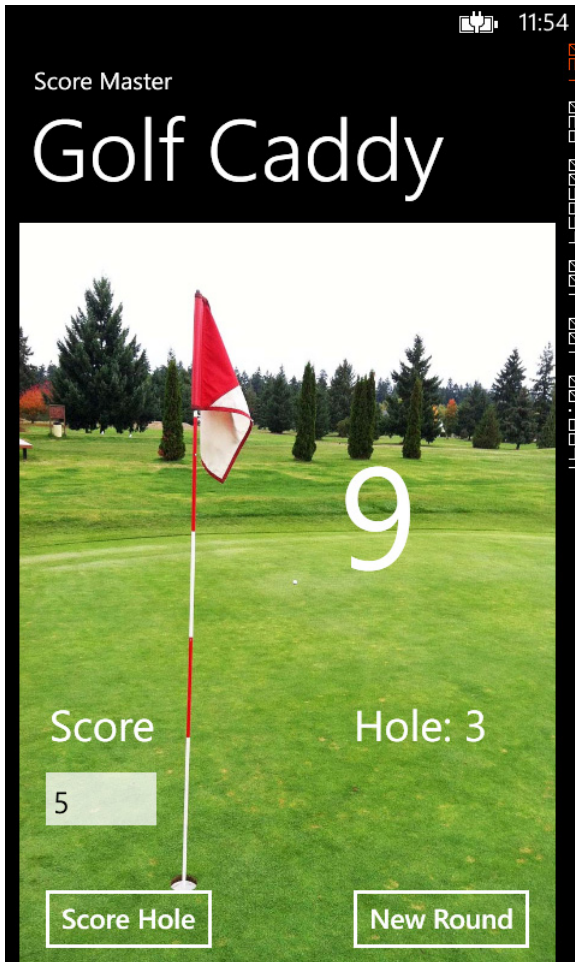 11:54
Score Master
Golf Caddy
9
Score
Hole: 3
5
Score Hole
New Round